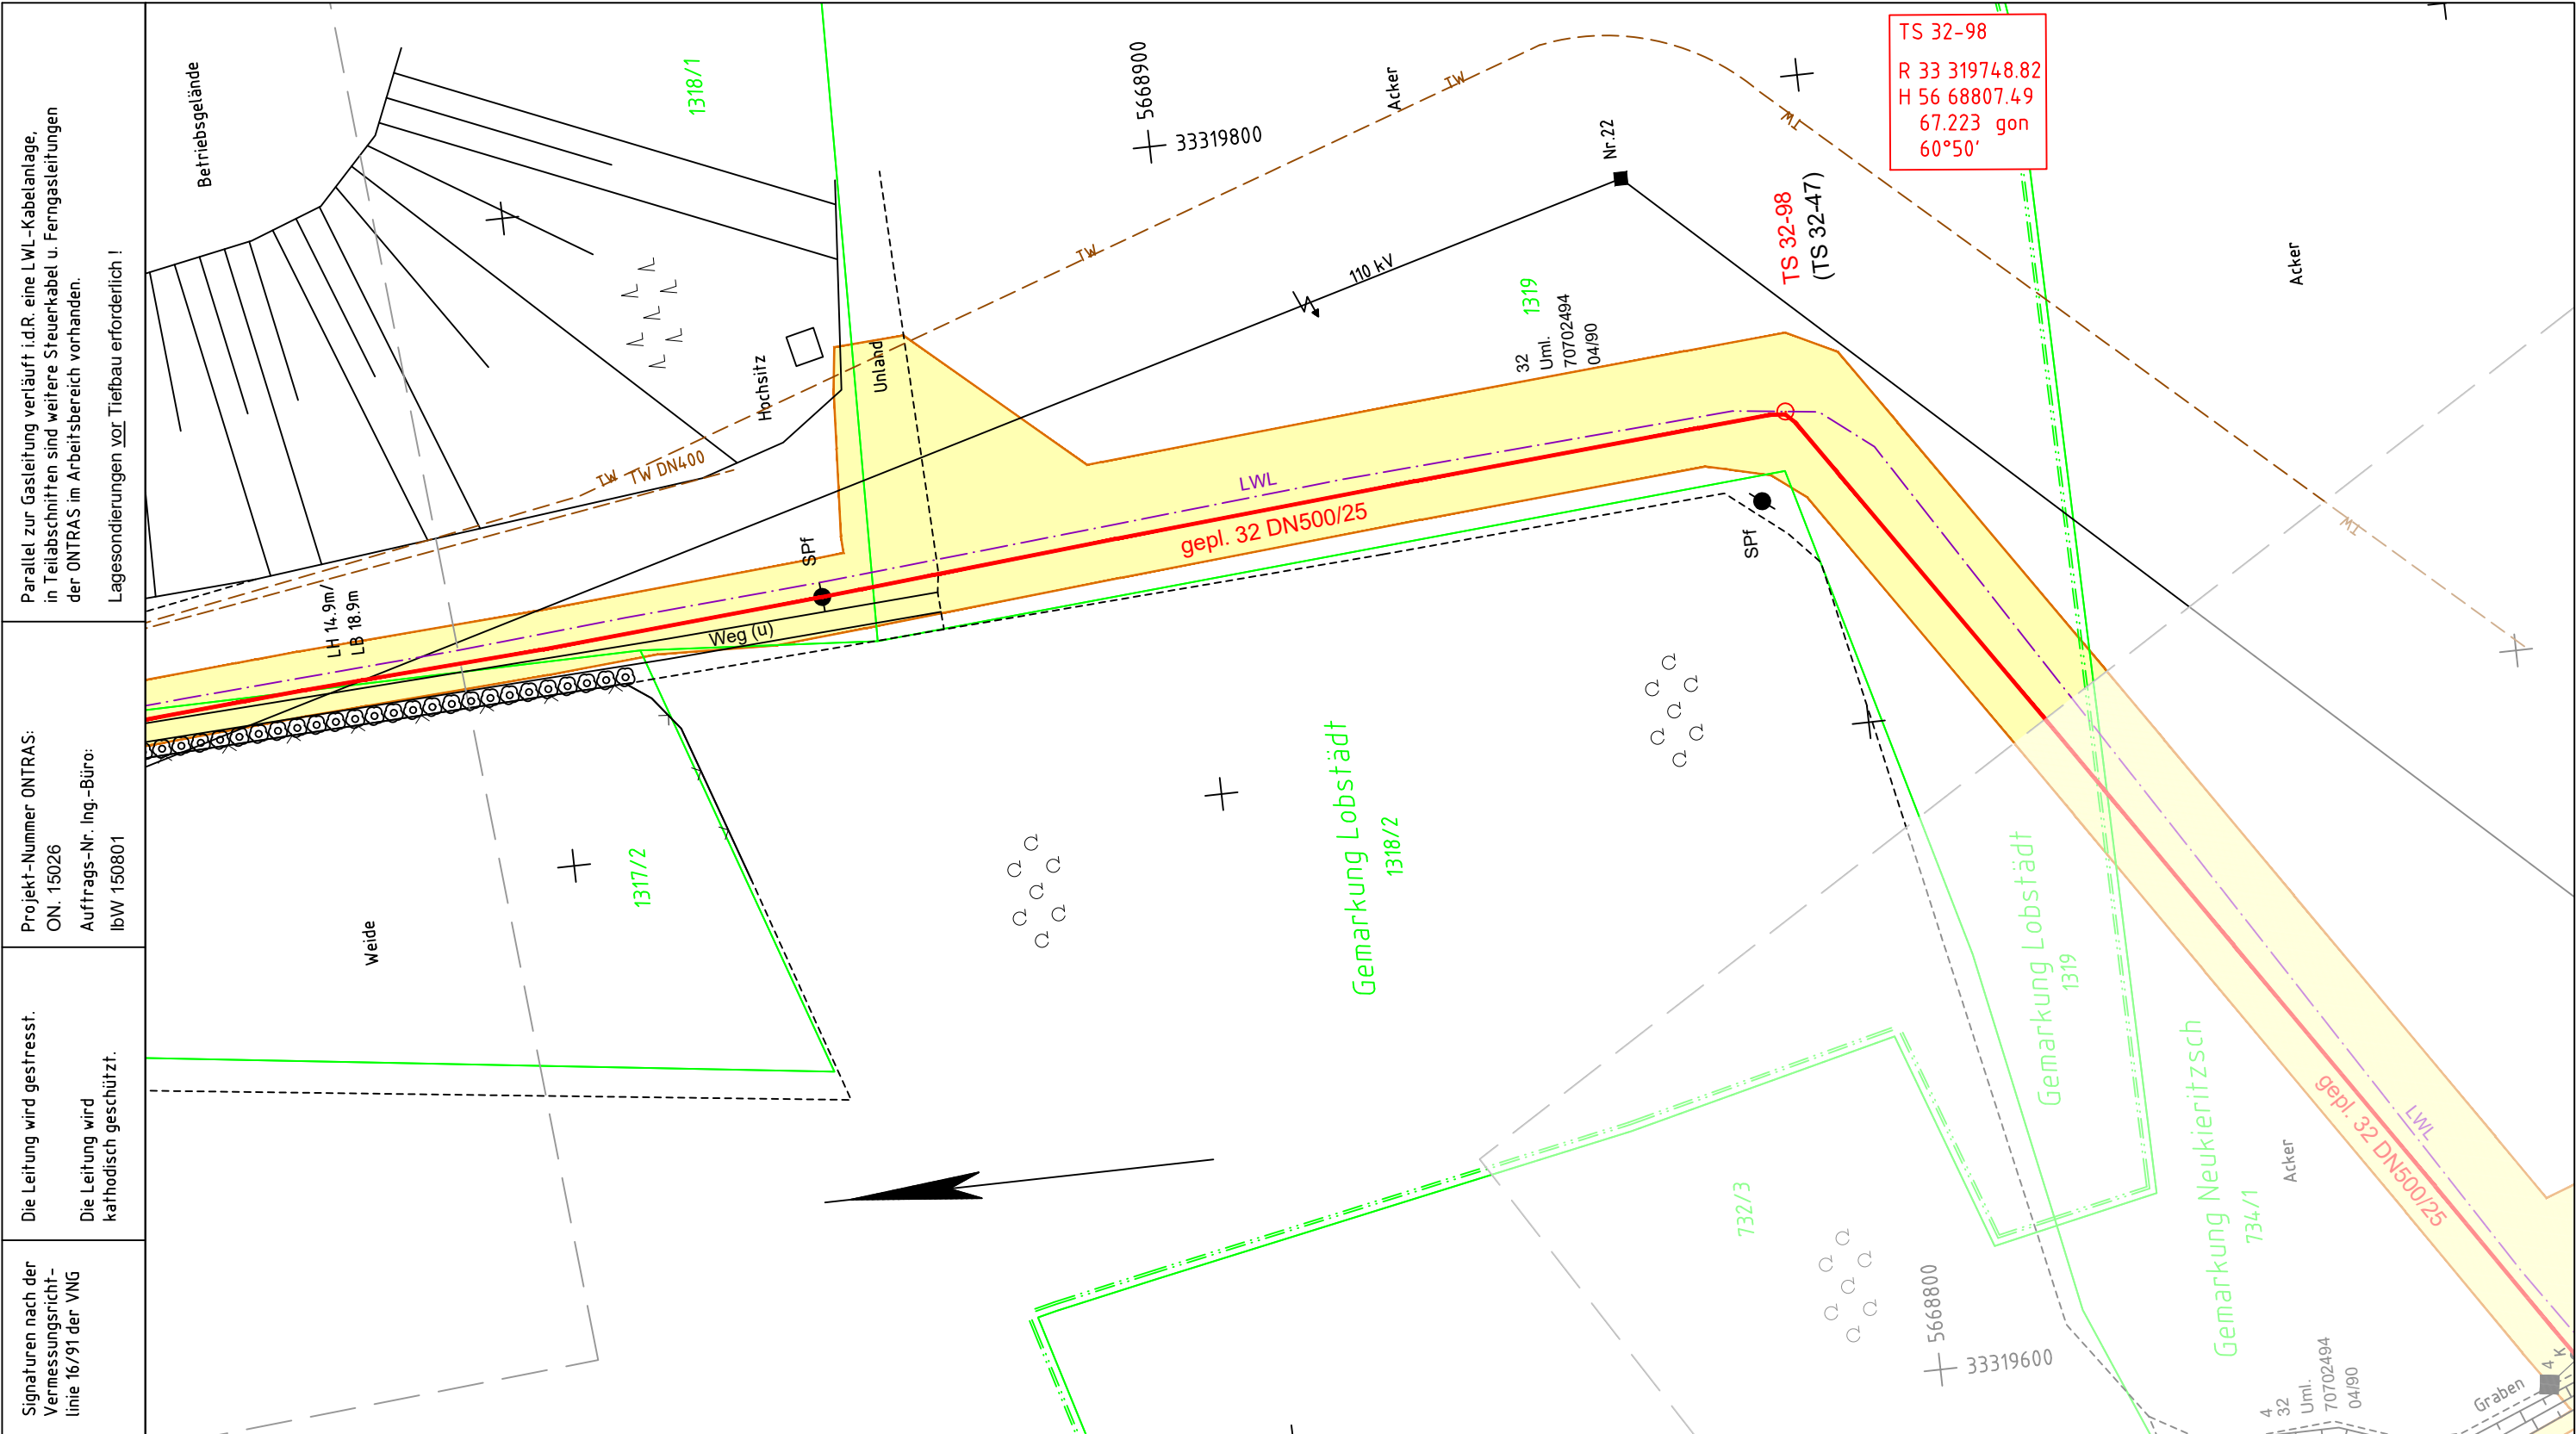 Parallel zur Gasleitung verläuft i.d.R. eine LWL-Kabelanlage,
in Teilabschnitten sind weitere Steuerkabel u. Ferngasleitungen
der ONTRAS im Arbeitsbereich vorhanden.
Lagesondierungen vor Tiefbau erforderlich !
Projekt-Nummer ONTRAS:
ON. 15026
Auftrags-Nr. Ing.-Büro:
IbW 150801
Die Leitung wird gestresst.
Die Leitung wird
kathodisch geschützt.
Signaturen nach der
Vermessungsricht-
linie 16/91 der VNG
Betriebsgelände
1318/1
5668900
33319800
Acker
TW
TW
TW
TW
TW
TW DN400
TS 32-98
R 33 319748.82
H 56 68807.49
67.223 gon
60°50'
Nr.22
TS 32-98
(TS 32-47)
110 kV
1319
32
Uml.
70702494
04/90
Acker
Hochsitz
Unland
LWL
gepl. 32 DN500/25
SPf
SPf
LH 14.9m/
LB 18.9m
Weg (u)
TW
Weide
1317/2
Gemarkung Lobstädt
1318/2
Gemarkung Lobstädt
1319
Gemarkung Neukieritzsch
734/1
Acker
732/3
5668800
33319600
LWL
gepl. 32 DN500/25
4
32
Uml.
70702494
04/90
Graben
4
K